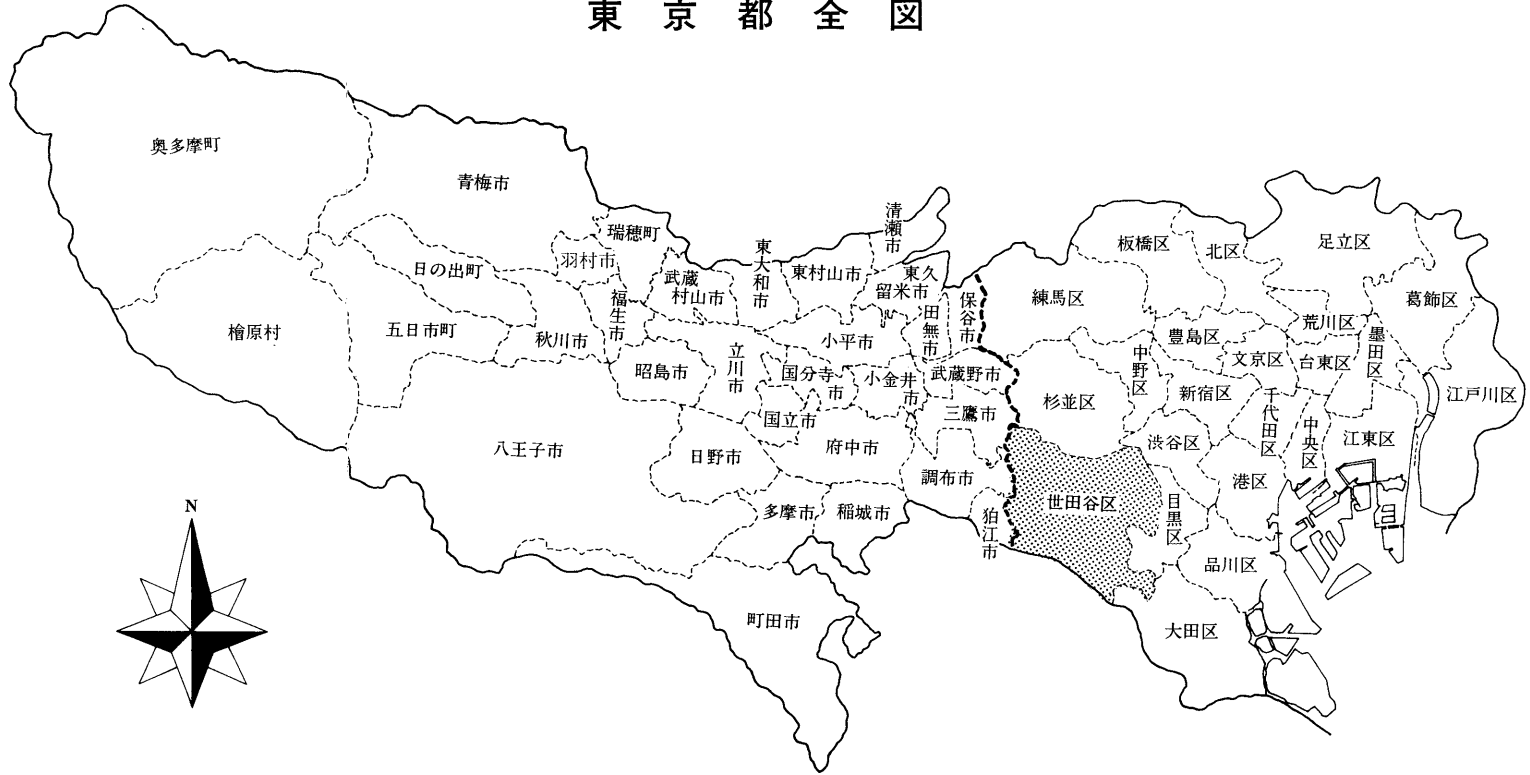 東京都全図
奥多摩町
青梅市
瑞穂町
羽村市
日の出町
檜原村
五日市町
秋川市
福生市
武蔵
村山市
東大和市
東村山市
清瀬市
東久
留米市
保谷市
田無市
昭島市
立川市
小平市
国分寺
市
小金井
市
武蔵野市
国立市
三鷹市
八王子市
日野市
府中市
調布市
多摩市
稲城市
狛江市
町田市
板橋区
北区
足立区
練馬区
葛飾区
豊島区
荒川区
中野区
文京区
台東区
墨田区
杉並区
新宿区
千代田区
中央区
江戸川区
渋谷区
江東区
世田谷区
目黒区
港区
品川区
大田区
N